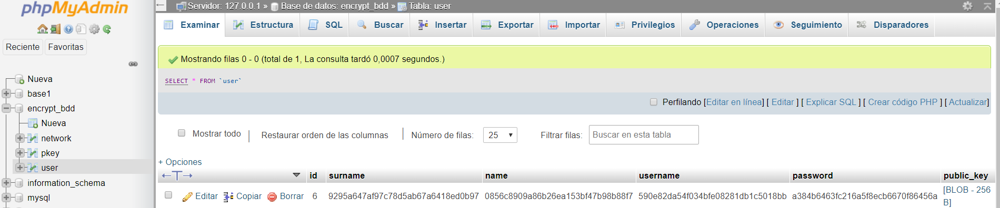 phpMyAdmin
Reciente Favoritas
Nueva
base1
encrypt_bdd
Nueva
network
pkey
user
information_schema
mysql
Servidor: 127.0.0.1 » Base de datos: encrypt_bdd » Tabla: user
Examinar Estructura SQL Buscar Insertar Exportar Importar Privilegios Operaciones Seguimiento Disparadores
Mostrando filas 0 - 0 (total de 1, La consulta tardó 0,0007 segundos.)
SELECT * FROM `user`
Perfilando [Editar en línea] [ Editar ] [ Explicar SQL ] [ Crear código PHP ] [ Actualizar]
Mostrar todo | Restaurar orden de las columnas | Número de filas: 25 Filtrar filas: Buscar en esta tabla
+ Opciones
←T→ id surname name username password public_key
Editar Copiar Borrar 6 9295a647af97c78d5ab67a6418ed0b97 0856c8909a86b26ea153bf47b98b88f7 590e82da54f034bfe08281db1c5018bb a384b6463fc216a5f8ecb6670f86456a [BLOB - 256
B]